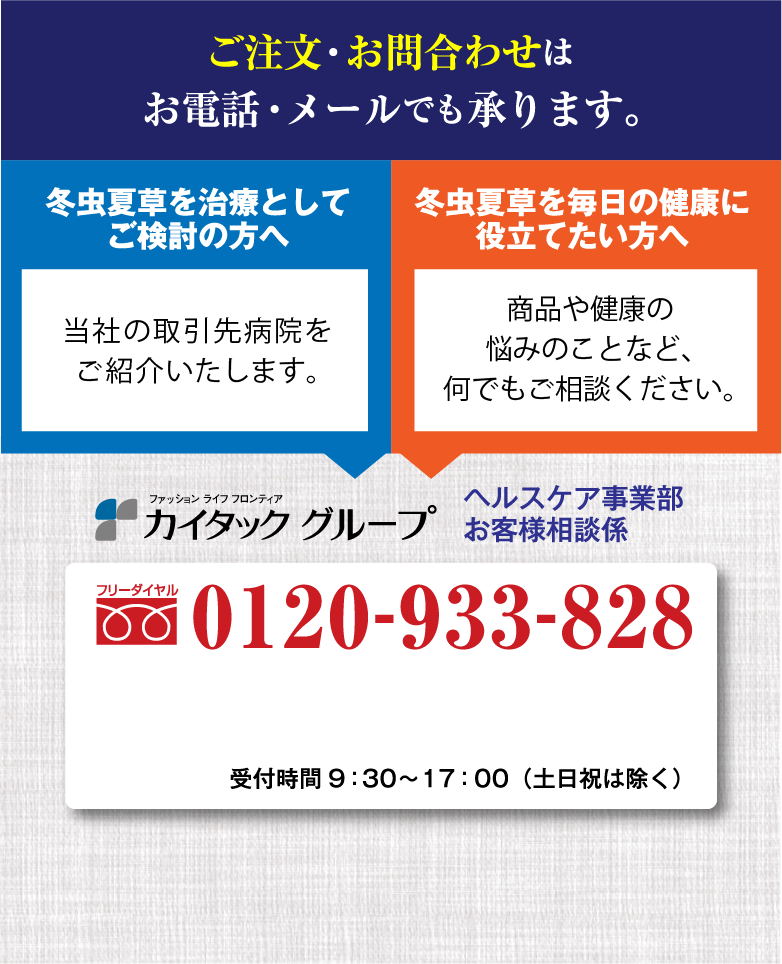 ご注文・お問合わせは
お電話・メールでも承ります。
冬虫夏草を治療として
ご検討の方へ
当社の取引先病院を
ご紹介いたします。
冬虫夏草を毎日の健康に
役立てたい方へ
商品や健康の
悩みのことなど、
何でもご相談ください。
ファッション ライフ フロンティア
カイタック グループ
ヘルスケア事業部
お客様相談係
フリーダイヤル
0120-933-828
受付時間 9：30〜17：00（土日祝は除く）